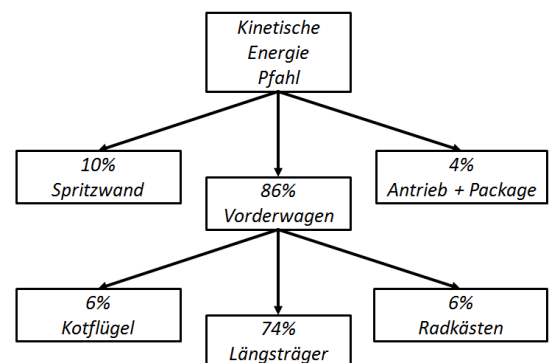 Kinetische
Energie
Pfahl
10%
Spritzwand
86%
Vorderwagen
4%
Antrieb + Package
6%
Kotflügel
74%
Längsträger
6%
Radkästen